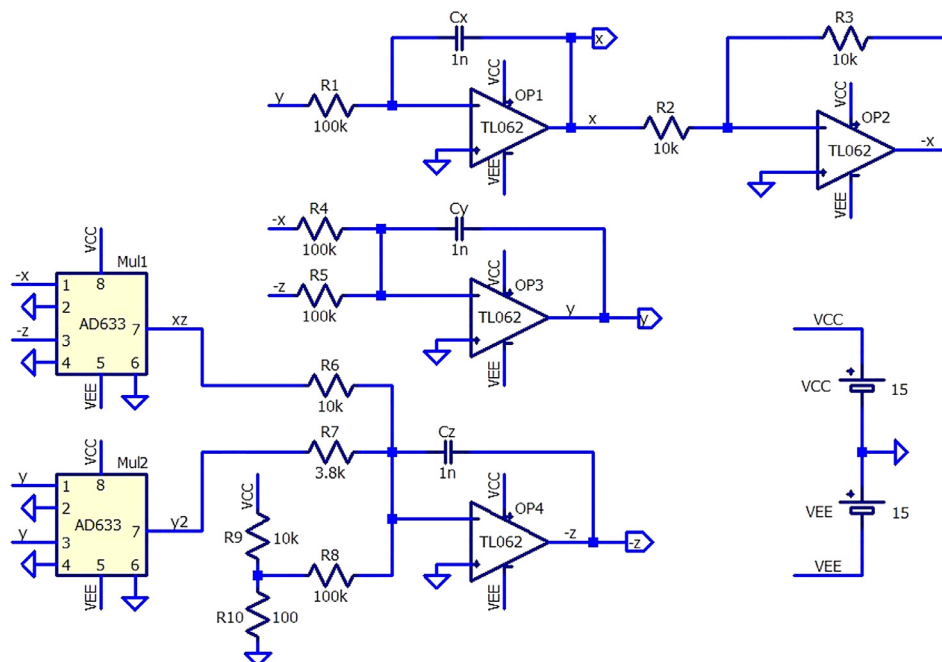 Cx
1n
x
R3
10k
y
R1
100k
VCC
OP1
TL062
VEE
x
R2
10k
VCC
OP2
TL062
VEE
-x
-x
R4
100k
Cy
1n
-z
R5
100k
VCC
OP3
TL062
VEE
y
y
VCC
Mul1
-x
1
8
2
AD633
7
xz
-z
3
4
5
6
VEE
R6
10k
VCC
VCC
15
VEE
15
VEE
R7
3.8k
Cz
1n
VCC
Mul2
y
1
8
2
AD633
7
y2
y
3
4
5
6
VEE
VCC
R9
10k
R8
100k
R10
100
VCC
OP4
TL062
VEE
-z
-z